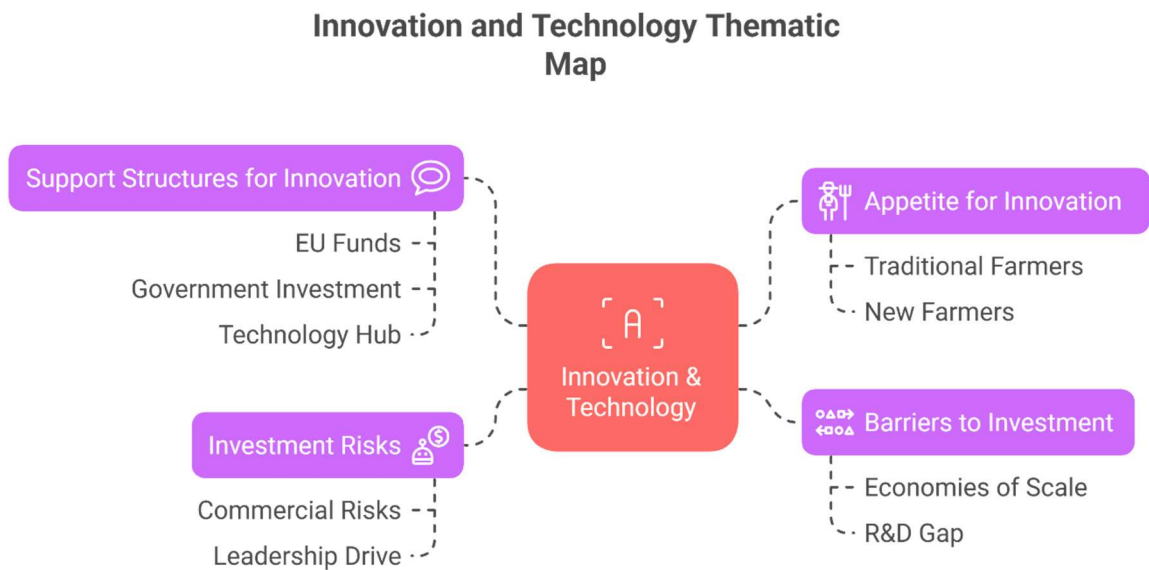 Innovation and Technology Thematic
Map
Support Structures for Innovation
EU Funds
Government Investment
Technology Hub
Investment Risks
Commercial Risks
Leadership Drive
A
Innovation &
Technology
Appetite for Innovation
Traditional Farmers
New Farmers
Barriers to Investment
Economies of Scale
R&D Gap